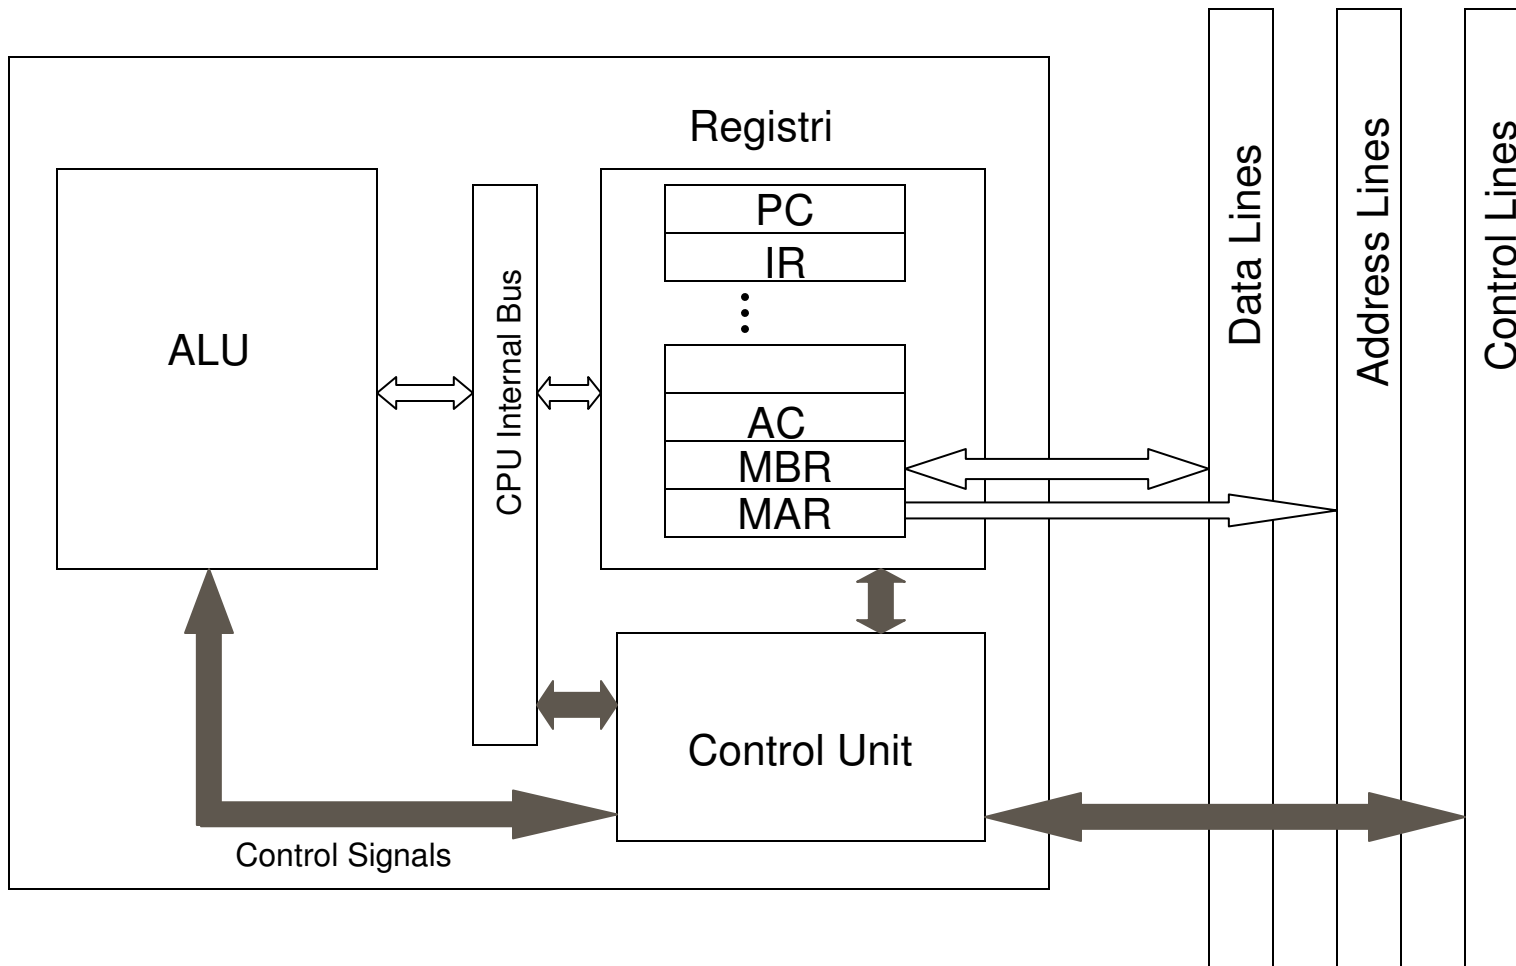 Registri
PC
IR
ALU
CPU Internal Bus
AC
MBR
MAR
Data Lines
Address Lines
Control Lines
Control Unit
Control Signals